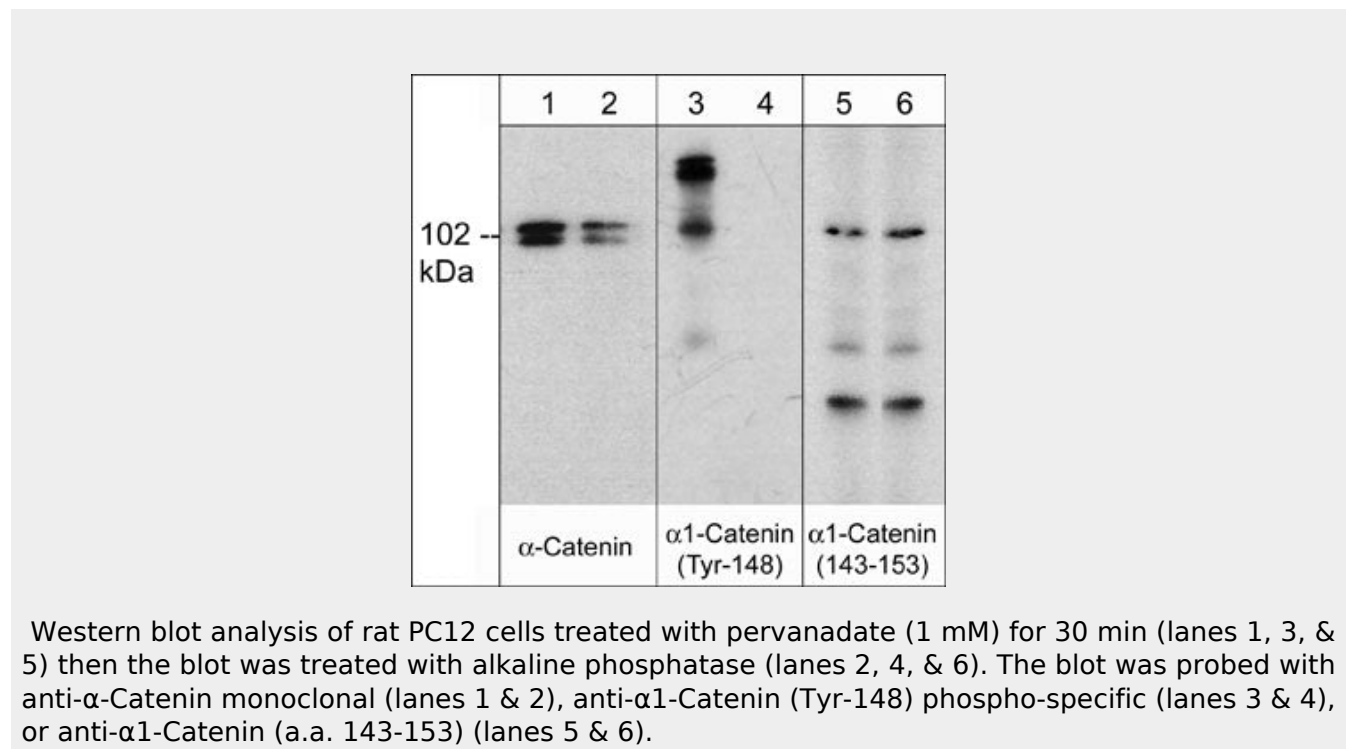 1 2 3 4 5 6
102 --
kDa
α-Catenin
α1-Catenin
(Tyr-148)
α1-Catenin
(143-153)
Western blot analysis of rat PC12 cells treated with pervanadate (1 mM) for 30 min (lanes 1, 3, &
5) then the blot was treated with alkaline phosphatase (lanes 2, 4, & 6). The blot was probed with
anti-α-Catenin monoclonal (lanes 1 & 2), anti-α1-Catenin (Tyr-148) phospho-specific (lanes 3 & 4),
or anti-α1-Catenin (a.a. 143-153) (lanes 5 & 6).